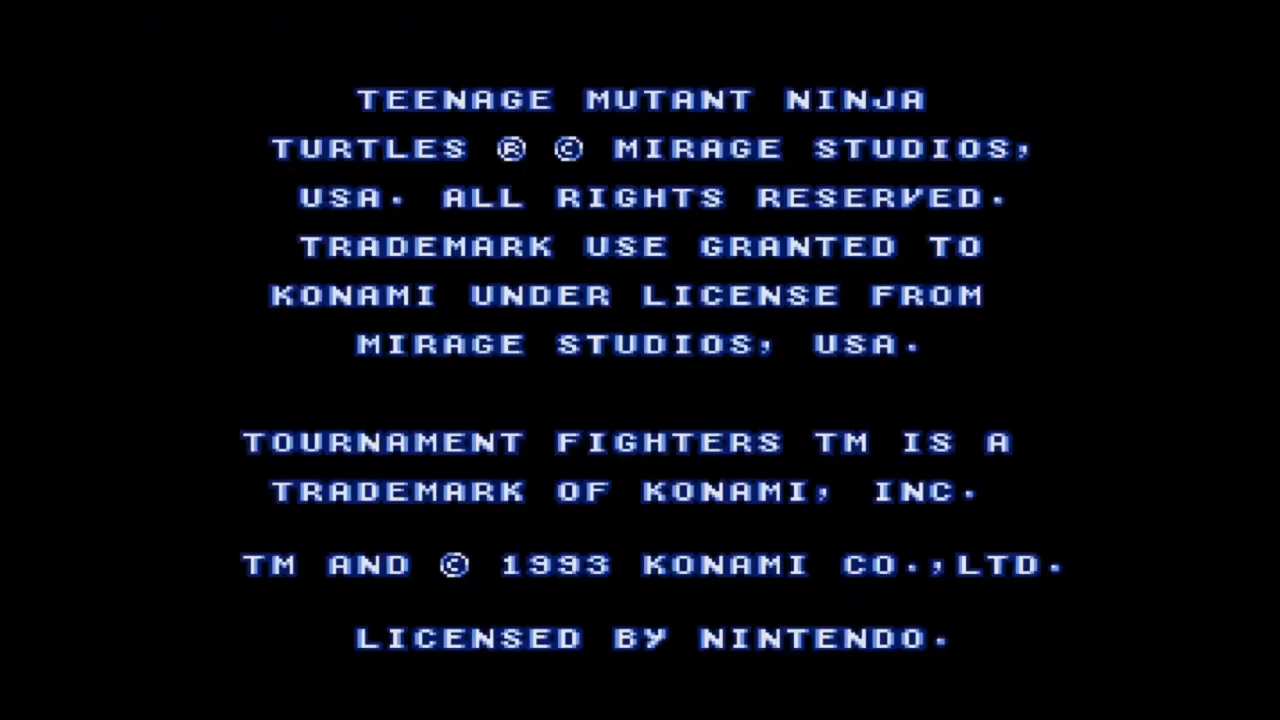 TEENAGE MUTANT NINJA
TURTLES ® © MIRAGE STUDIOS,
USA. ALL RIGHTS RESERVED.
TRADEMARK USE GRANTED TO
KONAMI UNDER LICENSE FROM
MIRAGE STUDIOS, USA.
TOURNAMENT FIGHTERS TM IS A
TRADEMARK OF KONAMI, INC.
TM AND © 1993 KONAMI CO.,LTD.
LICENSED BY NINTENDO.